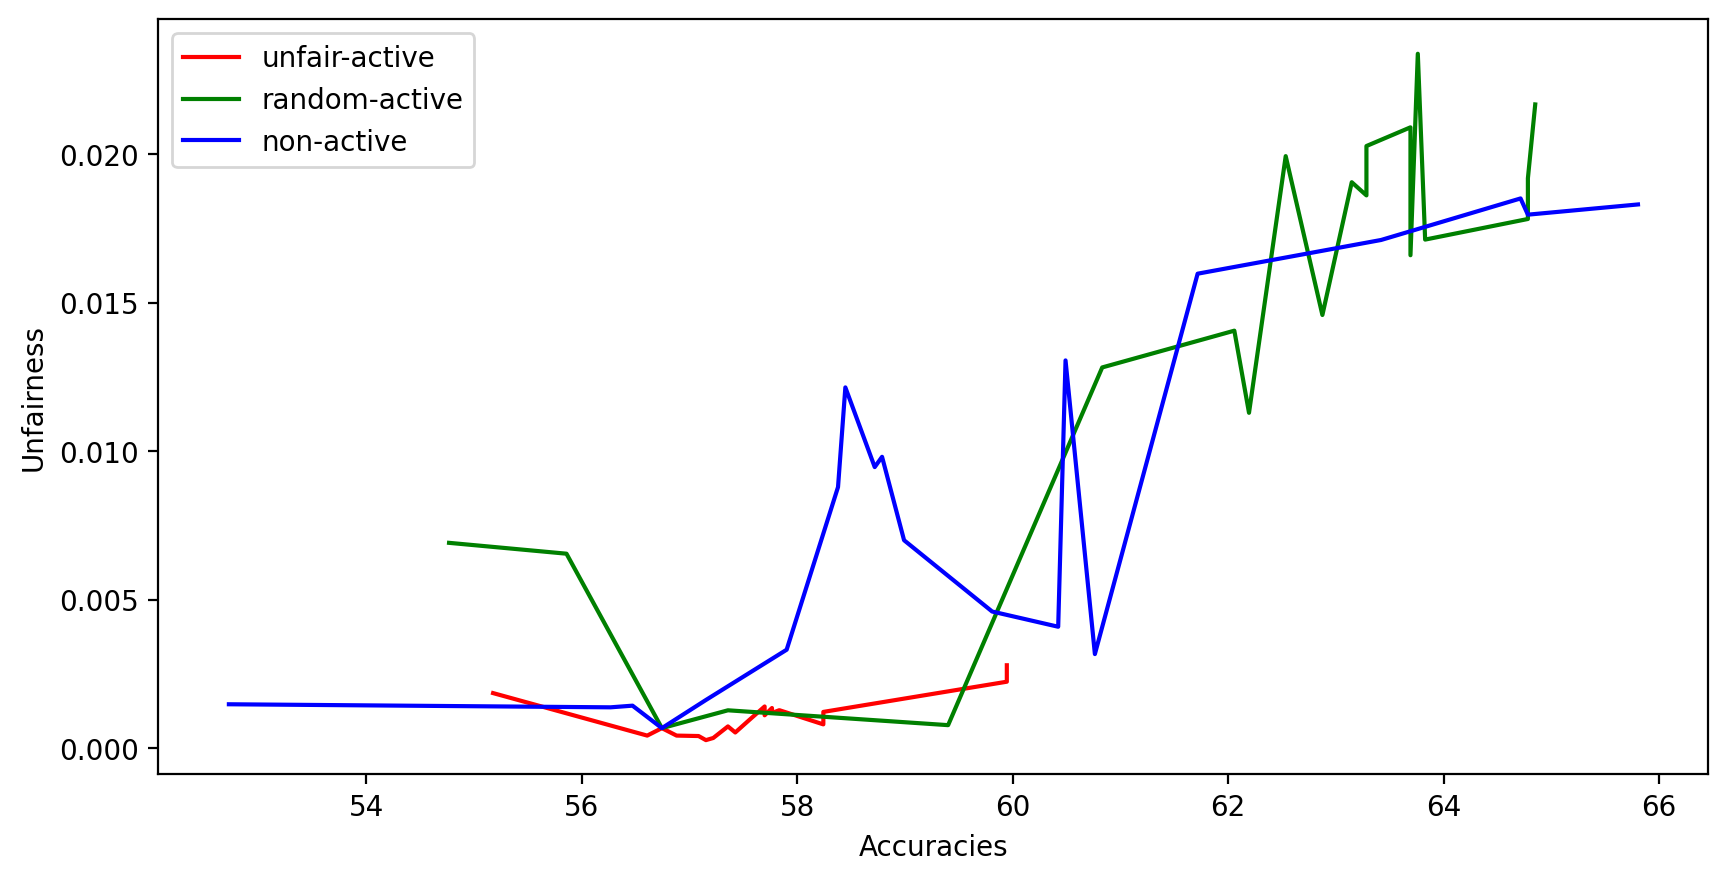 unfair-active
random-active
non-active
Unfairness
0.020
0.015
0.010
0.005
0.000
54 56 58 60 62 64 66
Accuracies